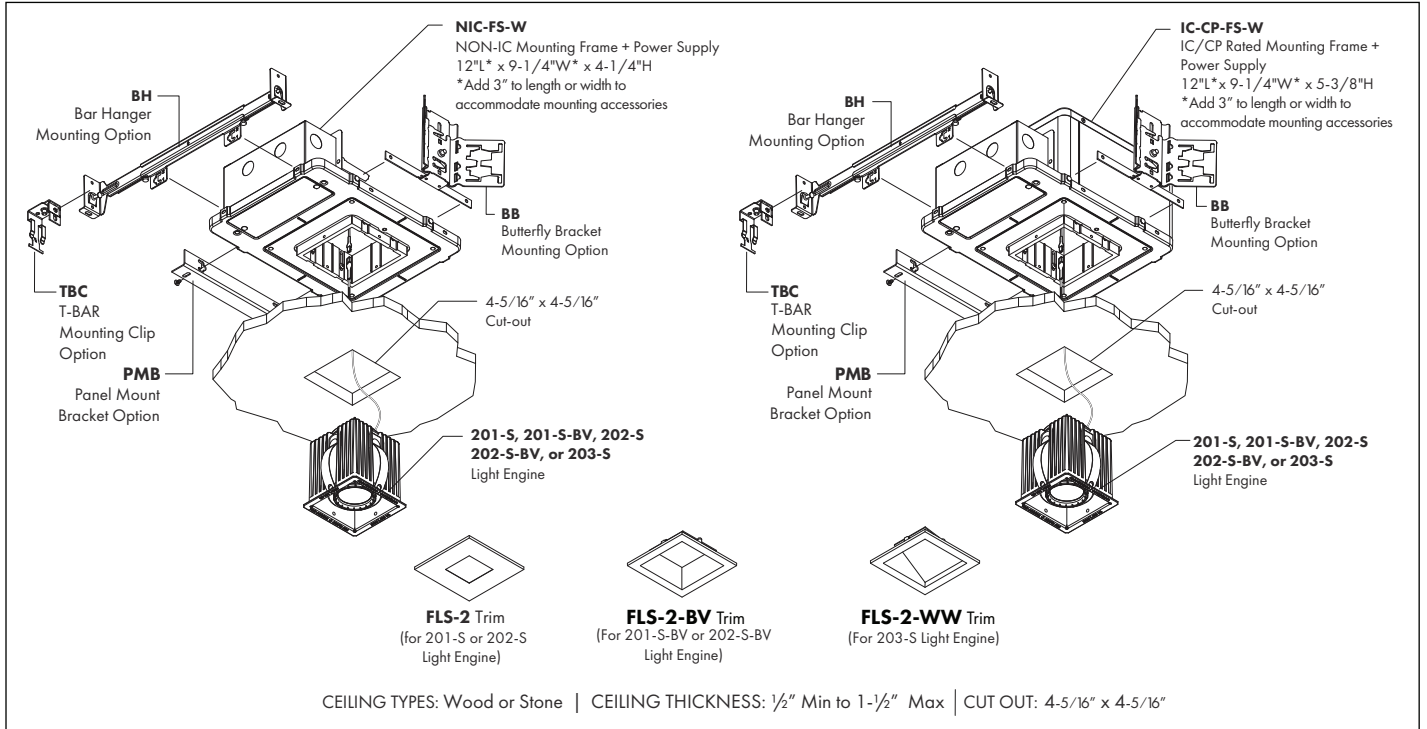 NIC-FS-W
NON-IC Mounting Frame + Power Supply
12"L* x 9-1/4"W* x 4-1/4"H
*Add 3" to length or width to
accommodate mounting accessories
BH
Bar Hanger
Mounting Option
BB
Butterfly Bracket
Mounting Option
TBC
T-BAR
Mounting Clip
Option
4-5/16" x 4-5/16"
Cut-out
PMB
Panel Mount
Bracket Option
201-S, 201-S-BV, 202-S
202-S-BV, or 203-S
Light Engine
IC-CP-FS-W
IC/CP Rated Mounting Frame +
Power Supply
12"L* x 9-1/4"W* x 5-3/8"H
*Add 3" to length or width to
accommodate mounting accessories
BH
Bar Hanger
Mounting Option
BB
Butterfly Bracket
Mounting Option
TBC
T-BAR
Mounting Clip
Option
4-5/16" x 4-5/16"
Cut-out
PMB
Panel Mount
Bracket Option
201-S, 201-S-BV, 202-S
202-S-BV, or 203-S
Light Engine
FLS-2 Trim
(for 201-S or 202-S
Light Engine)
FLS-2-BV Trim
(For 201-S-BV or 202-S-BV
Light Engine)
FLS-2-WW Trim
(For 203-S Light Engine)
CEILING TYPES: Wood or Stone | CEILING THICKNESS: ½" Min to 1-½" Max | CUT OUT: 4-5/16" x 4-5/16"